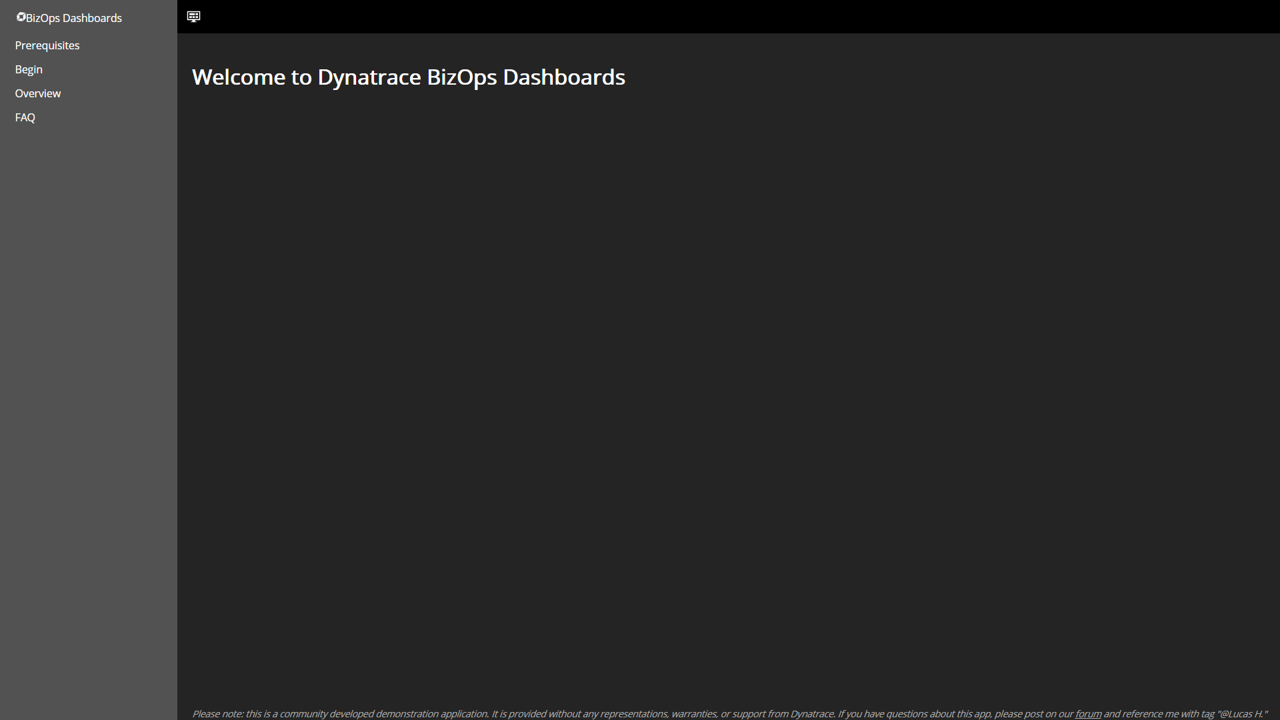 BizOps Dashboards
Prerequisites
Begin
Overview
FAQ
Welcome to Dynatrace BizOps Dashboards
Please note: this is a community developed demonstration application. It is provided without any representations, warranties, or support from Dynatrace. If you have questions about this app, please post on our forum and reference me with tag "@Lucas H."